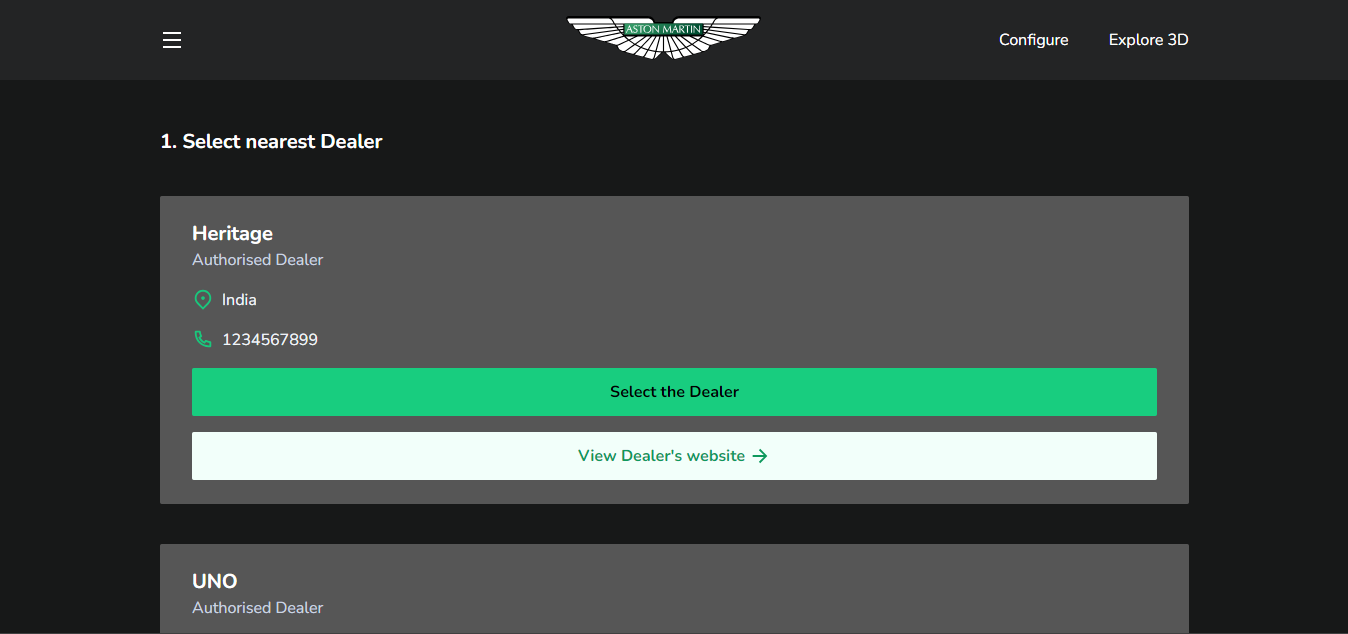 ASTON MARTIN
Configure
Explore 3D
1. Select nearest Dealer
Heritage
Authorised Dealer
India
1234567899
Select the Dealer
View Dealer's website
UNO
Authorised Dealer